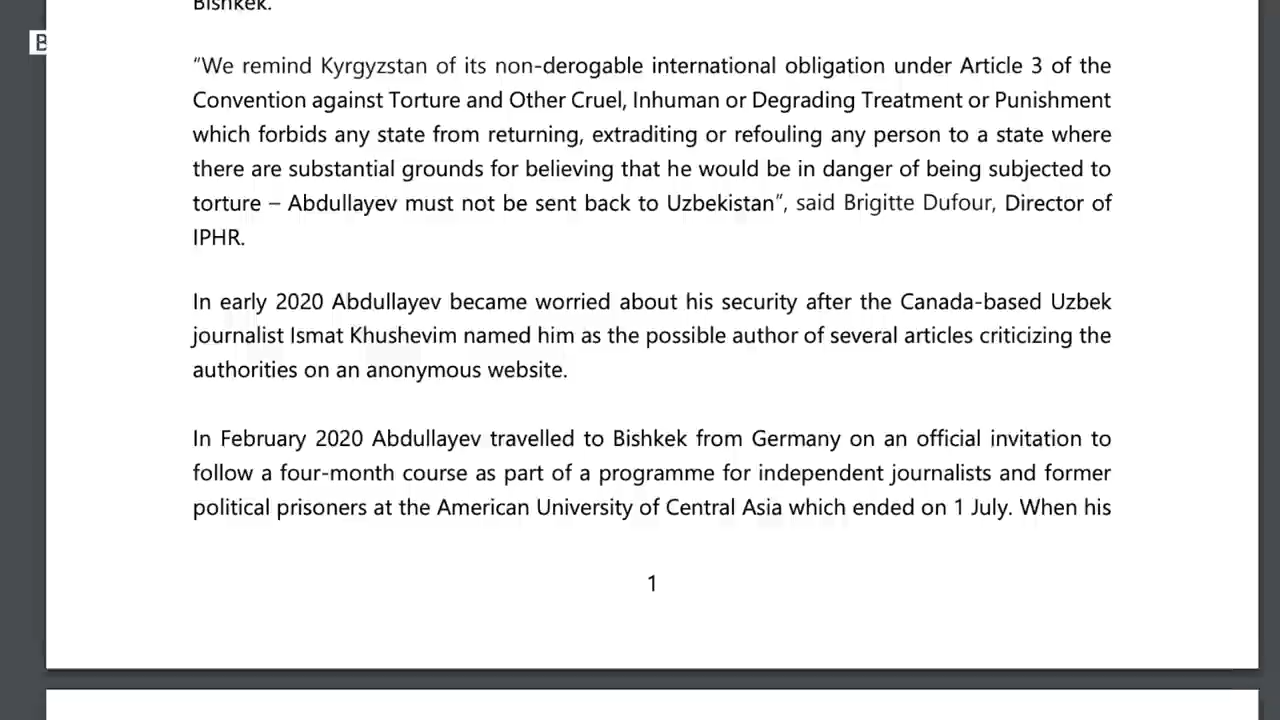 Bishkek.
B
"We remind Kyrgyzstan of its non-derogable international obligation under Article 3 of the
Convention against Torture and Other Cruel, Inhuman or Degrading Treatment or Punishment
which forbids any state from returning, extraditing or refouling any person to a state where
there are substantial grounds for believing that he would be in danger of being subjected to
torture – Abdullayev must not be sent back to Uzbekistan", said Brigitte Dufour, Director of
IPHR.
In early 2020 Abdullayev became worried about his security after the Canada-based Uzbek
journalist Ismat Khushevim named him as the possible author of several articles criticizing the
authorities on an anonymous website.
In February 2020 Abdullayev travelled to Bishkek from Germany on an official invitation to
follow a four-month course as part of a programme for independent journalists and former
political prisoners at the American University of Central Asia which ended on 1 July. When his
1